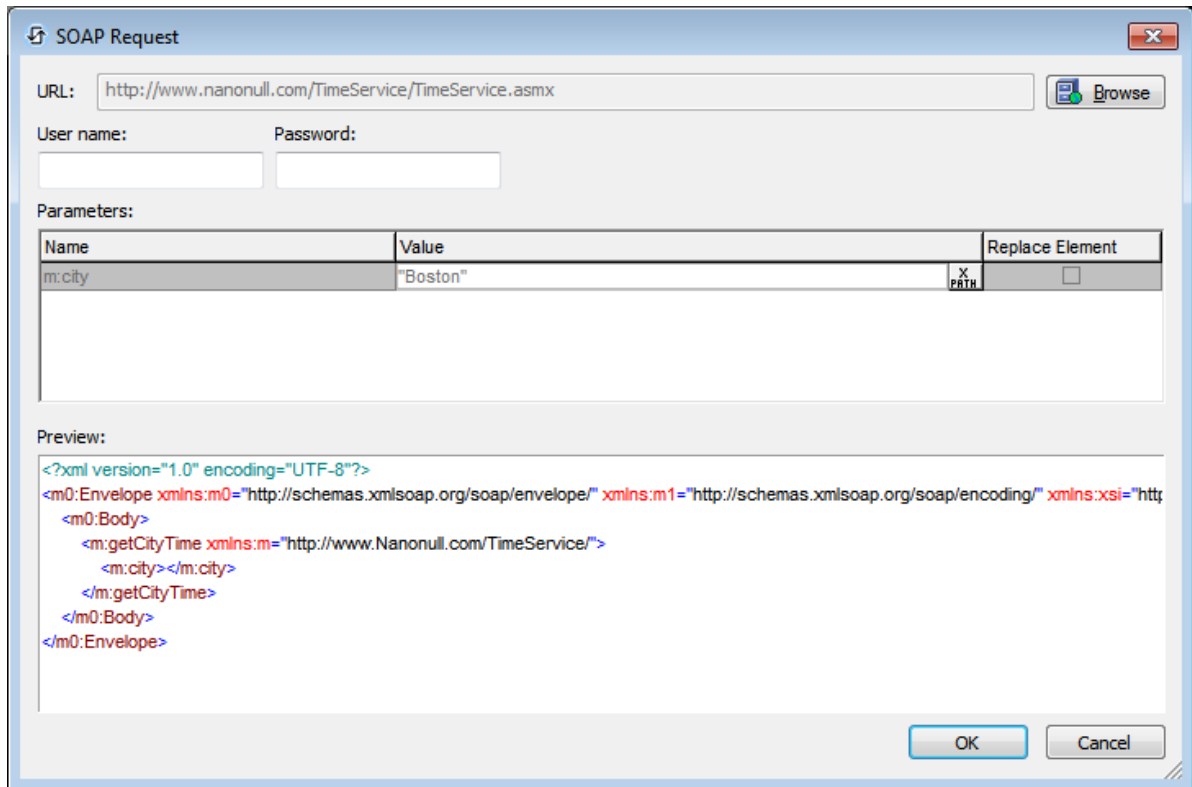 SOAP Request
URL: http://www.nanonull.com/TimeService/TimeService.asmx Browse
User name: Password:
Parameters:
Name Value Replace Element
m:city "Boston" X PATH
Preview:
<?xml version="1.0" encoding="UTF-8"?>
<m0:Envelope xmlns:m0="http://schemas.xmlsoap.org/soap/envelope/" xmlns:m1="http://schemas.xmlsoap.org/soap/encoding/" xmlns:xsi="http
<m0:Body>
<m:getCityTime xmlns:m="http://www.Nanonull.com/TimeService/">
<m:city></m:city>
</m:getCityTime>
</m0:Body>
</m0:Envelope>
OK Cancel